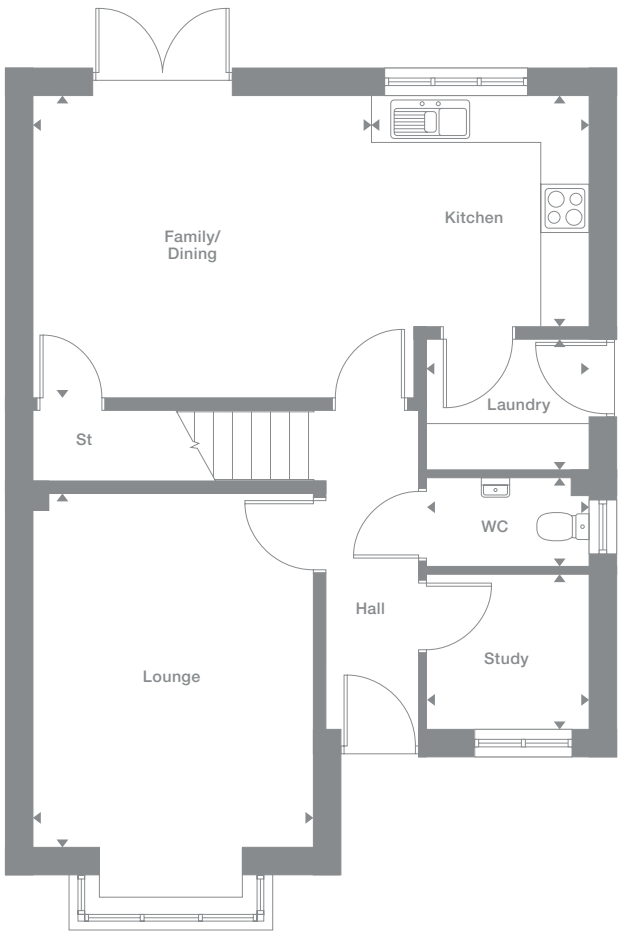 Family/
Dining
Kitchen
Laundry
St
WC
Hall
Study
Lounge